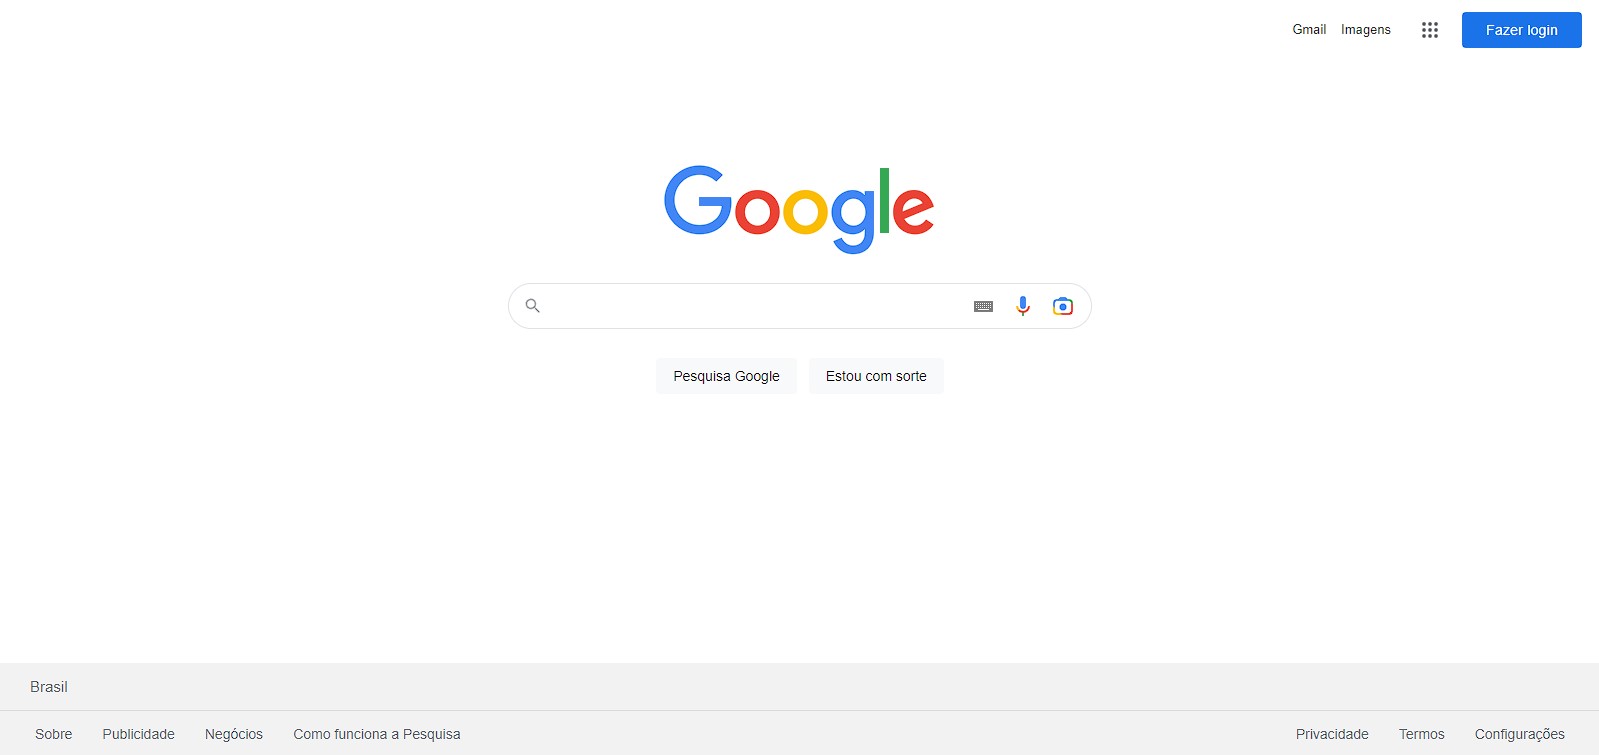 Gmail Imagens Fazer login
Google
Pesquisa Google Estou com sorte
Brasil
Sobre Publicidade Negócios Como funciona a Pesquisa Privacidade Termos Configurações